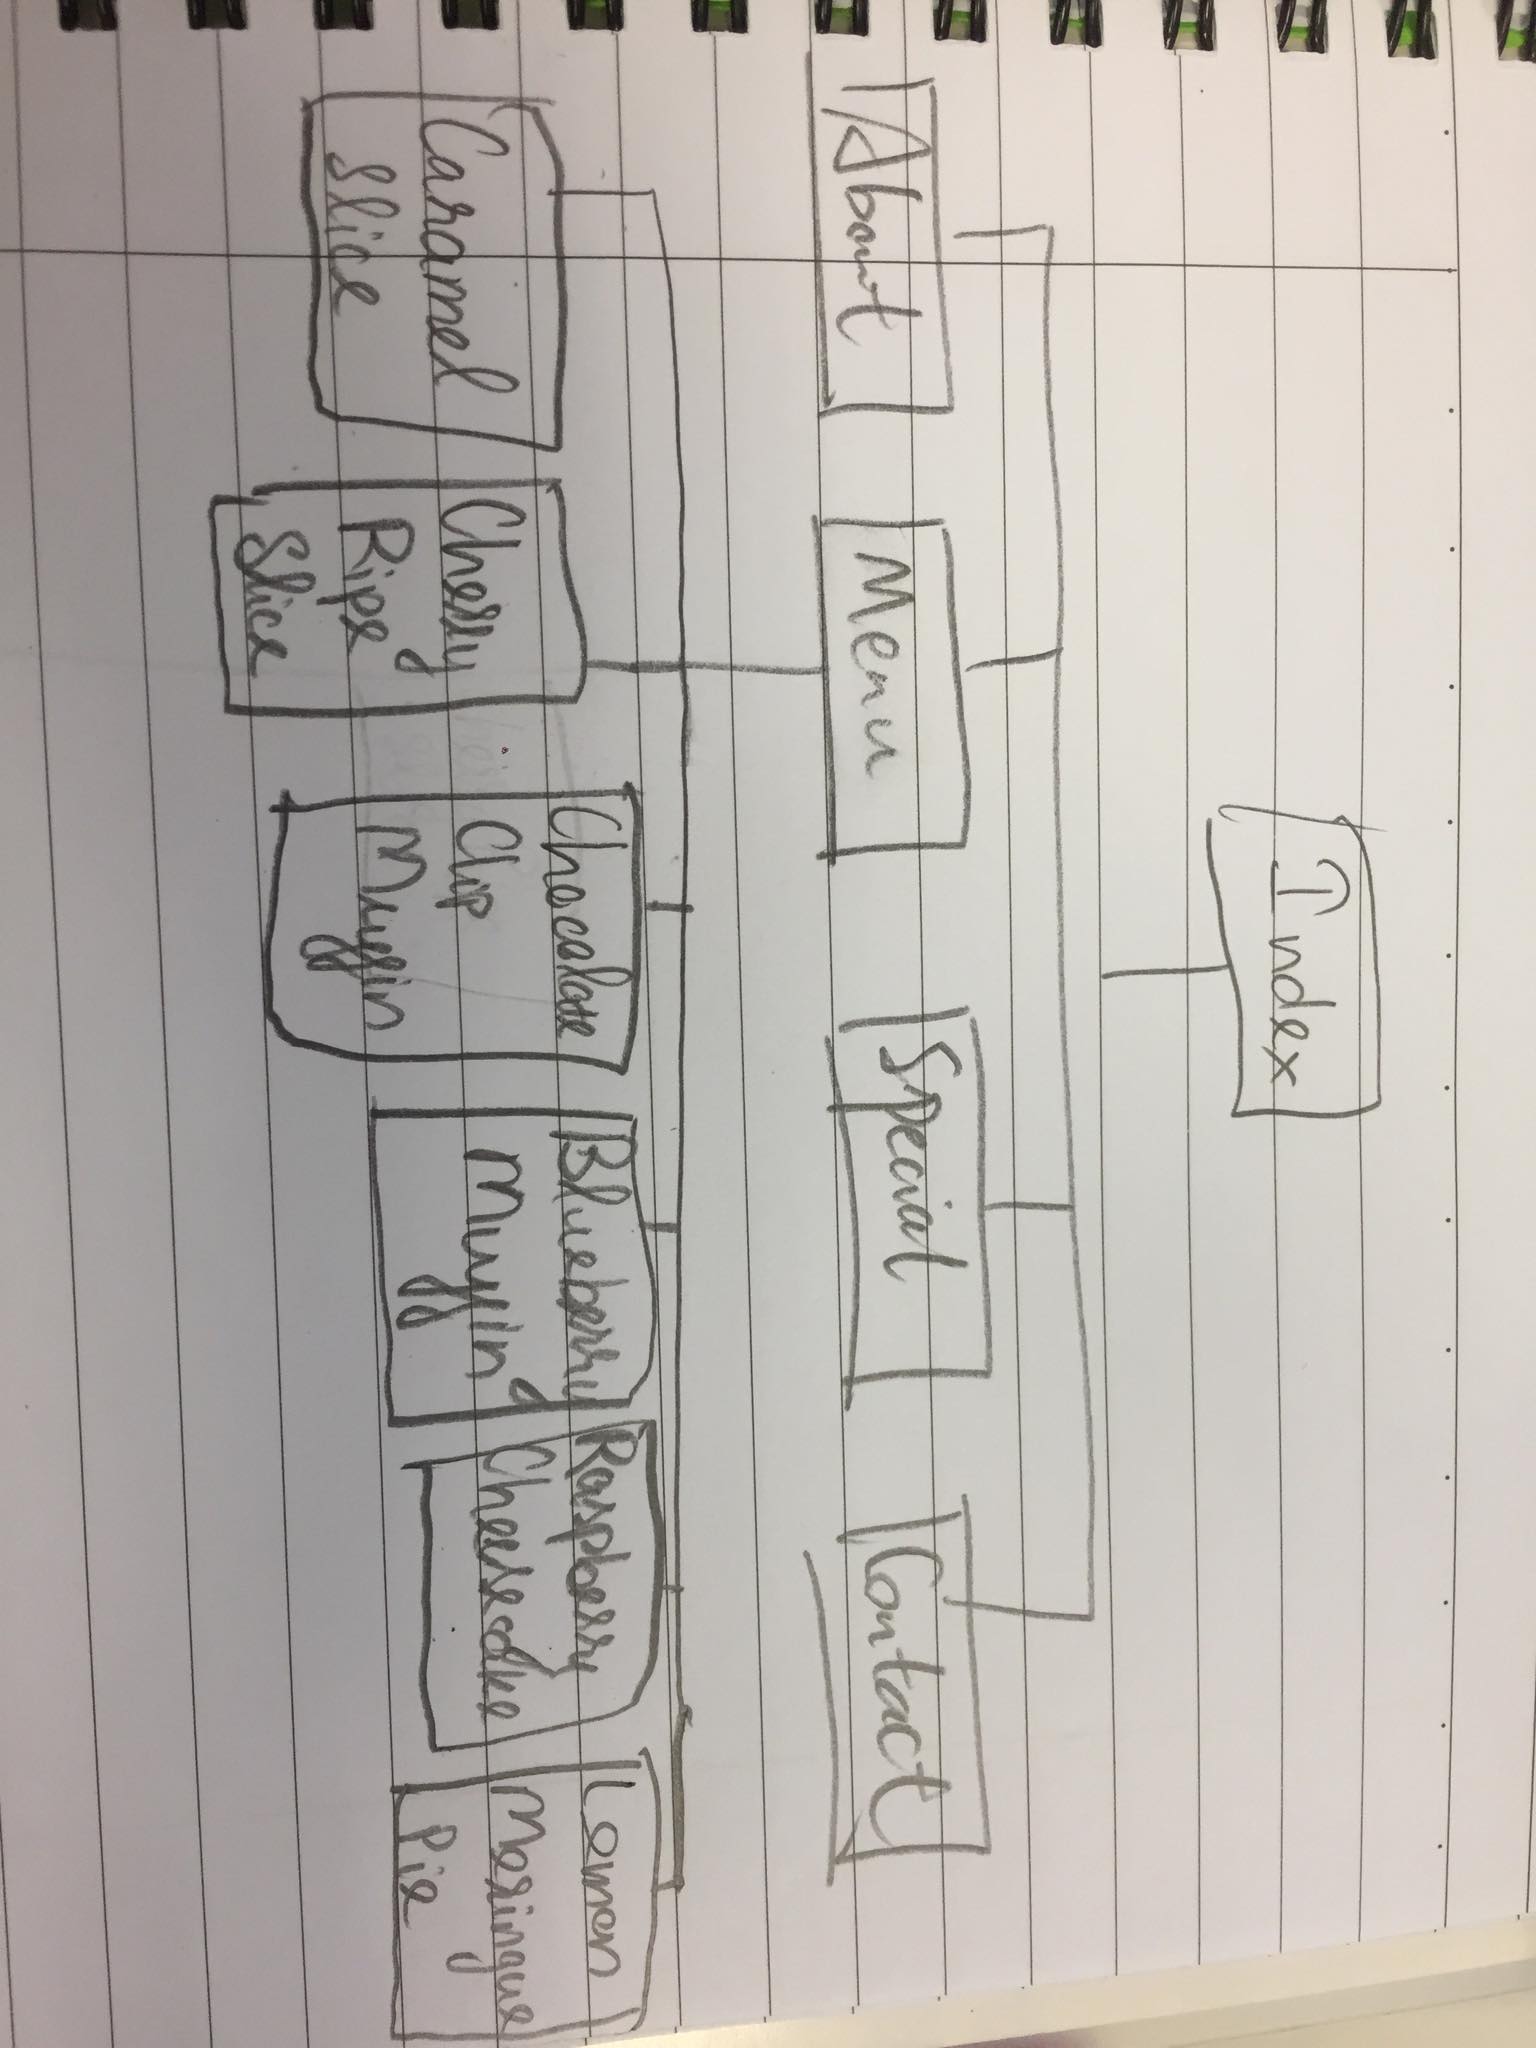 Index
About
Menu
Special
Contact
Caramel
Slice
Cherry
Ripe
Slice
Chocolate
Chip
Muffin
Blueberry
Muffin
Raspberry
Cheesecake
Lemon
Meringue
Pie